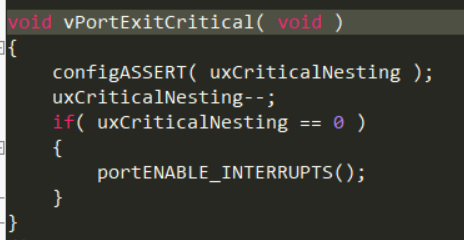 void vPortExitCritical( void )
{
    configASSERT( uxCriticalNesting );
    uxCriticalNesting--;
    if( uxCriticalNesting == 0 )
    {
        portENABLE_INTERRUPTS();
    }
}